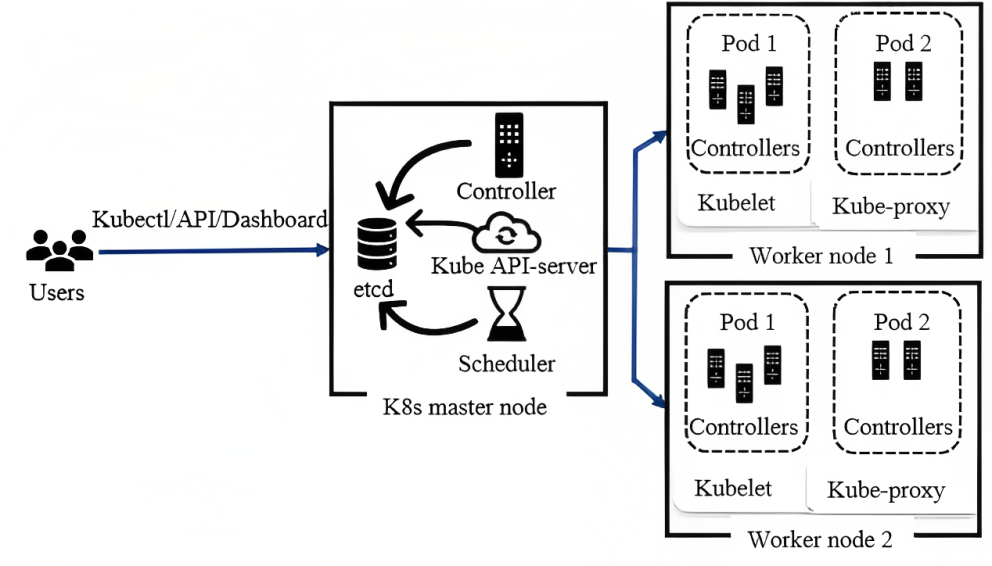 Kubectl/API/Dashboard
Users
Controller
Kube API-server
etcd
Scheduler
K8s master node
Pod 1
Pod 2
Controllers
Controllers
Kubelet
Kube-proxy
Worker node 1
Pod 1
Pod 2
Controllers
Controllers
Kubelet
Kube-proxy
Worker node 2